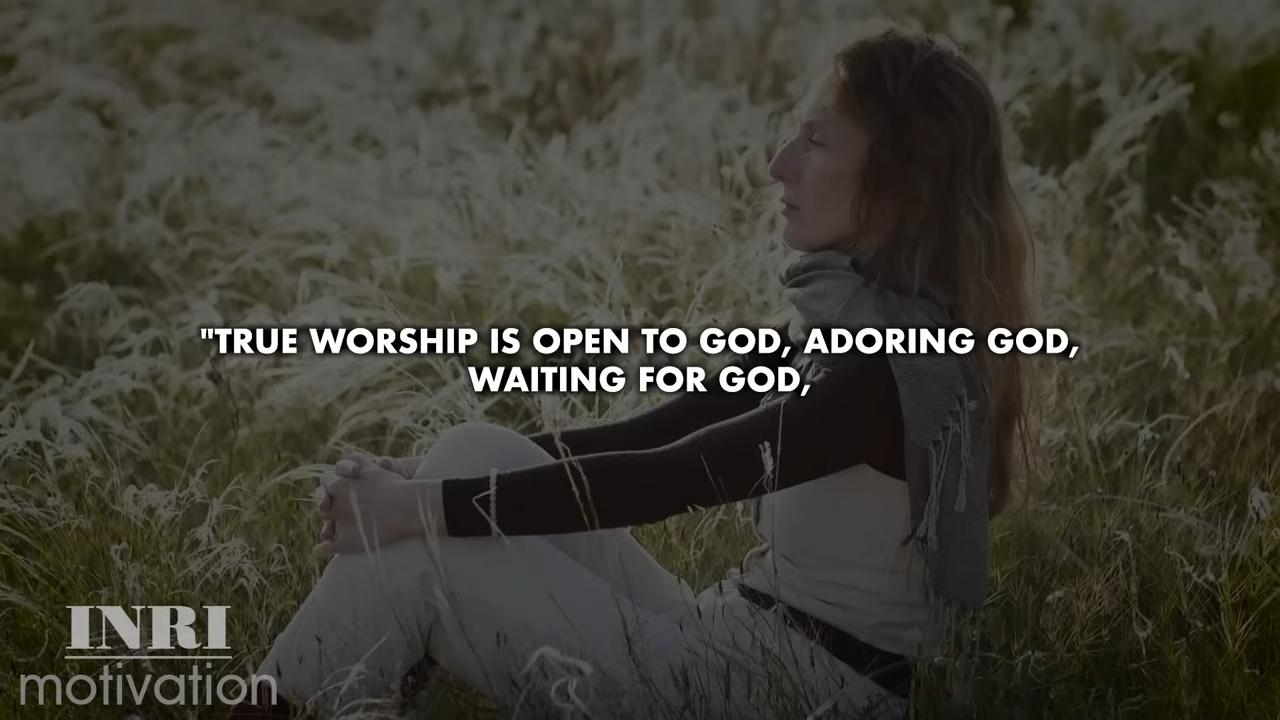 "TRUE WORSHIP IS OPEN TO GOD, ADORING GOD,
WAITING FOR GOD,
INRI
motivation